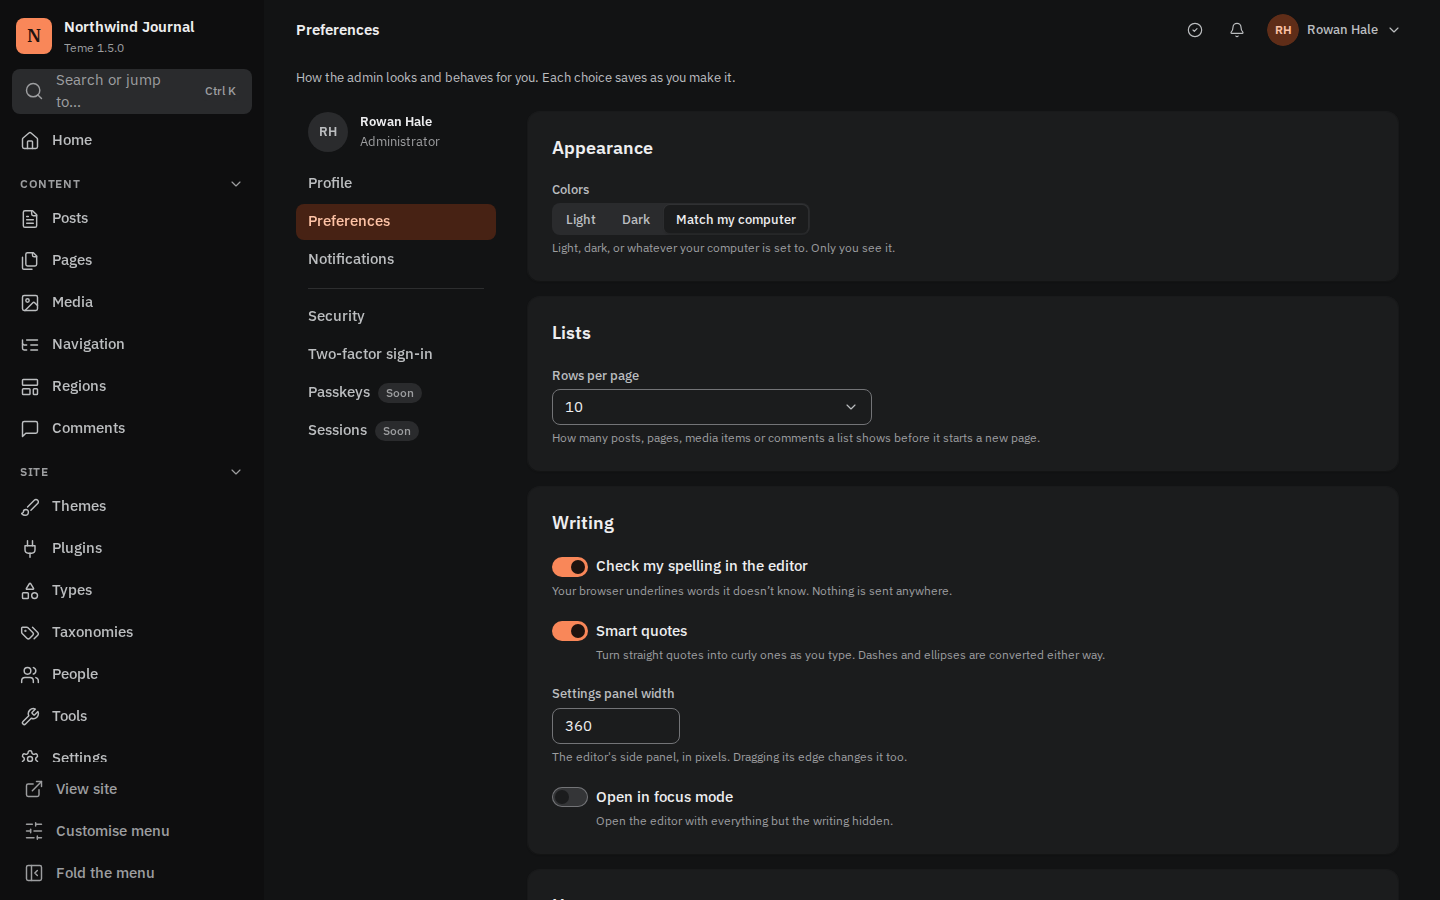 N
Northwind Journal
Teme 1.5.0
Search or jump
to...
Ctrl K
Home
CONTENT
Posts
Pages
Media
Navigation
Regions
Comments
SITE
Themes
Plugins
Types
Taxonomies
People
Tools
Settings
View site
Customise menu
Fold the menu
Preferences
RH
Rowan Hale
How the admin looks and behaves for you. Each choice saves as you make it.
RH
Rowan Hale
Administrator
Profile
Preferences
Notifications
Security
Two-factor sign-in
Passkeys Soon
Sessions Soon
Appearance
Colors
Light Dark Match my computer
Light, dark, or whatever your computer is set to. Only you see it.
Lists
Rows per page
10
How many posts, pages, media items or comments a list shows before it starts a new page.
Writing
Check my spelling in the editor
Your browser underlines words it doesn’t know. Nothing is sent anywhere.
Smart quotes
Turn straight quotes into curly ones as you type. Dashes and ellipses are converted either way.
Settings panel width
360
The editor’s side panel, in pixels. Dragging its edge changes it too.
Open in focus mode
Open the editor with everything but the writing hidden.